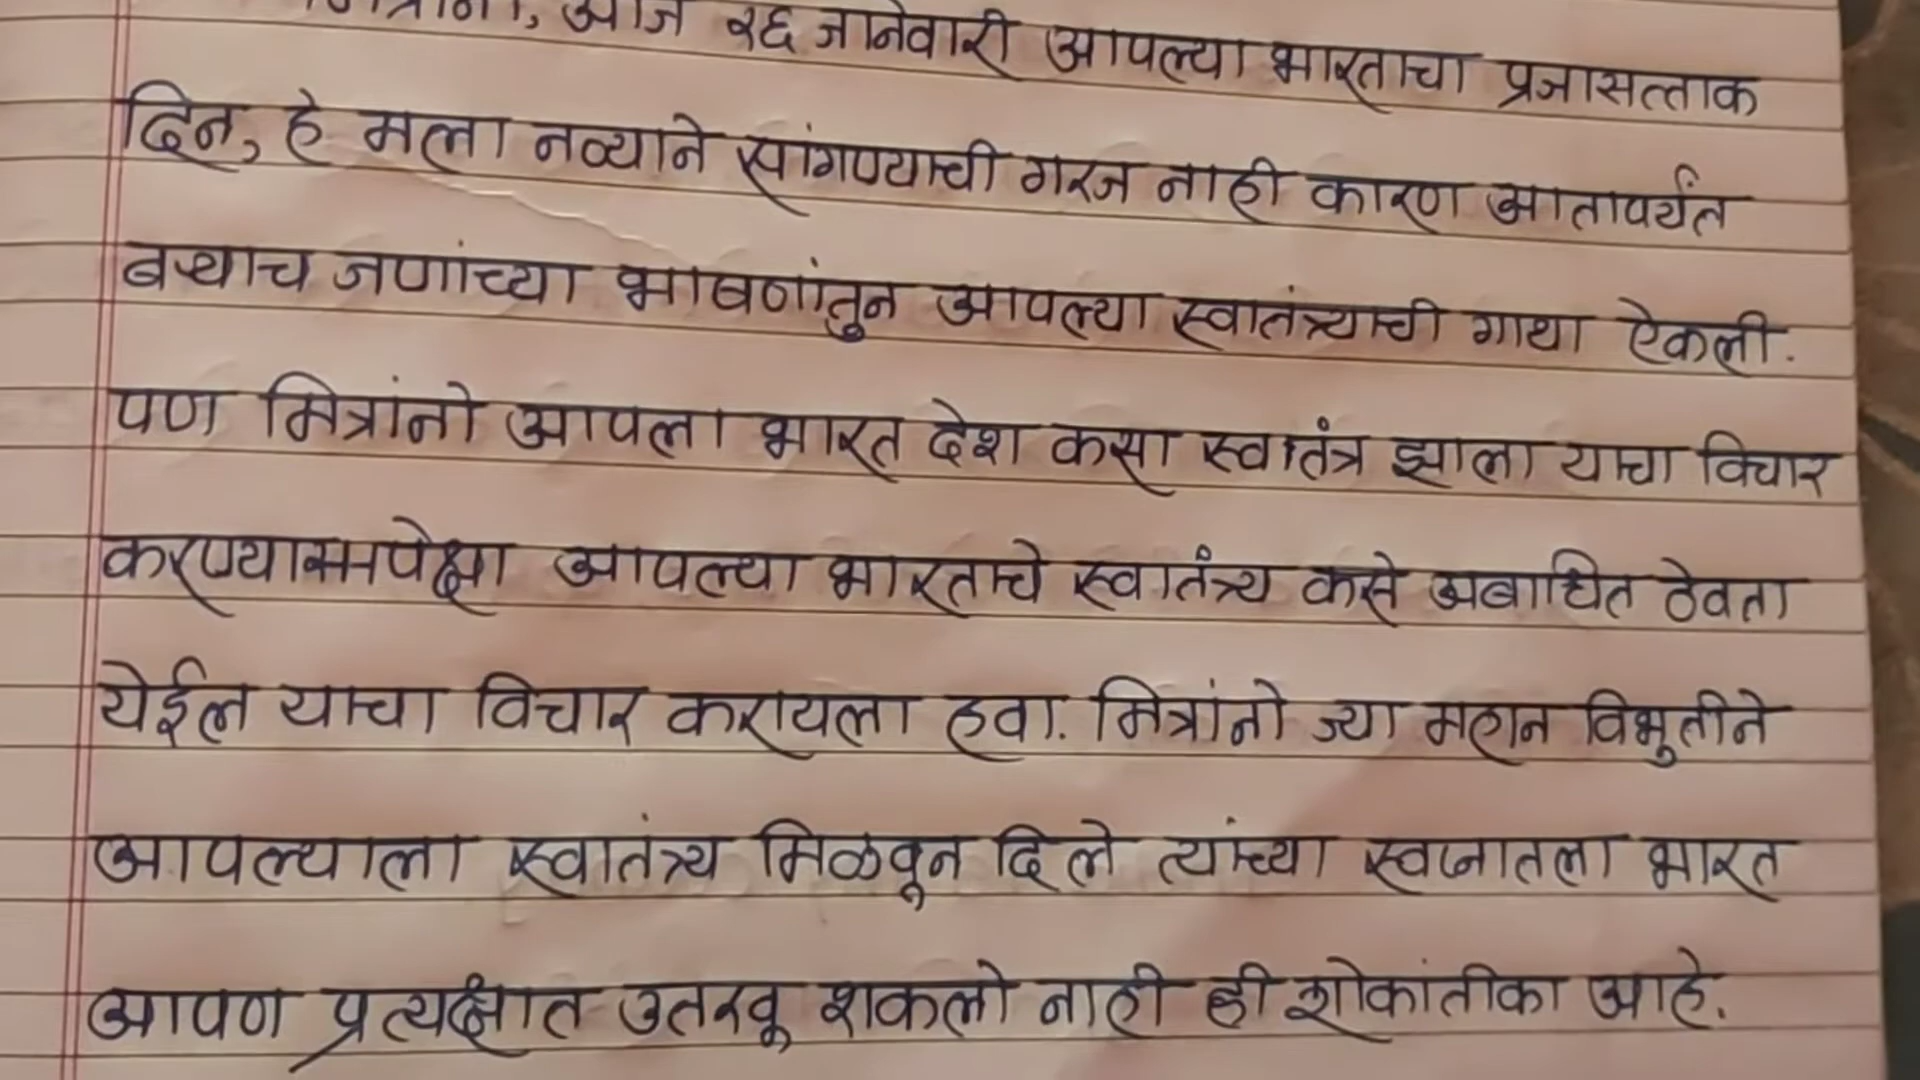 मित्रांनो, आज २६ जानेवारी आपल्या भारताचा प्रजासत्ताक
दिन, हे मला नव्याने सांगण्याची गरज नाही कारण आतापर्यंत
बऱ्याच जणांच्या भाषणांतुन आपल्या स्वातंत्र्याची गाथा ऐकली.
पण मित्रांनो आपला भारत देश कसा स्वातंत्र झाला याचा विचार
करण्यापेक्षा आपल्या भारताचे स्वातंत्र्य कसे अबाधित ठेवता
येईल याचा विचार करायला हवा. मित्रांनो ज्या महान विभुतीने
आपल्याला स्वातंत्र्य मिळवून दिले त्यांच्या स्वप्नातला भारत
आपण प्रत्यक्षात उतरवू शकलो नाही ही शोकांतीका आहे.